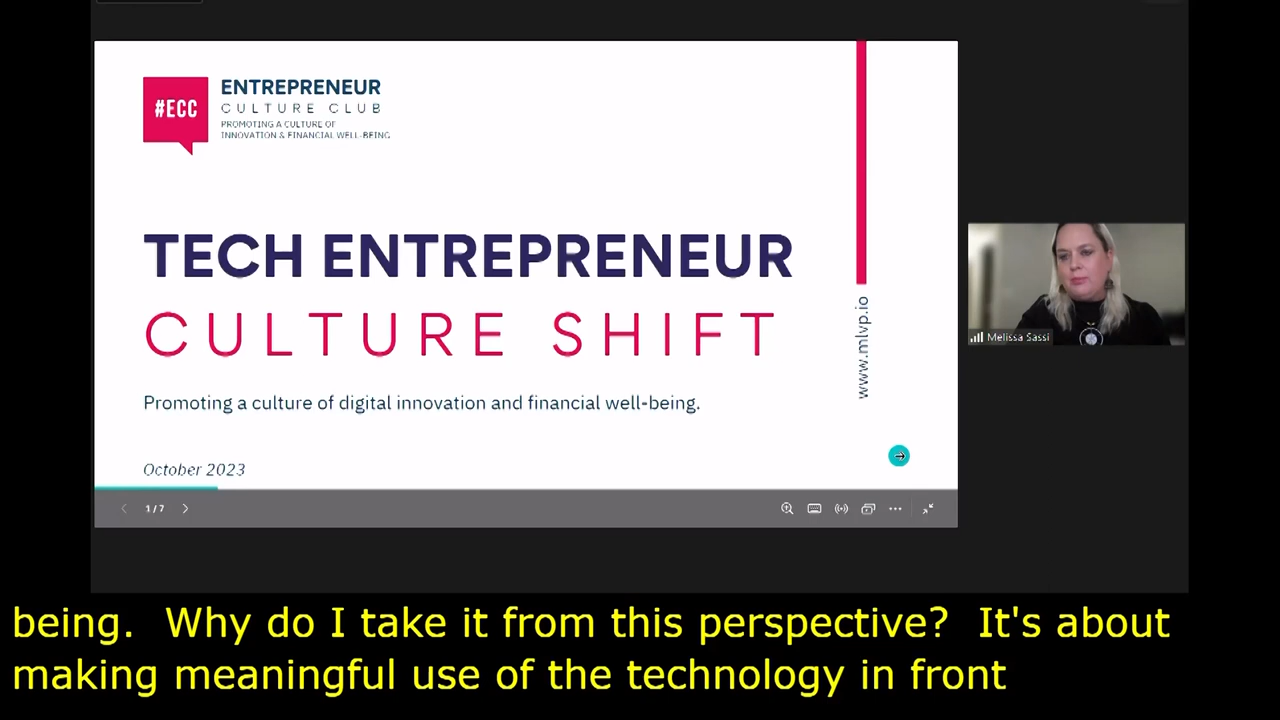 #ECC
ENTREPRENEUR
CULTURE CLUB
PROMOTING A CULTURE OF
INNOVATION & FINANCIAL WELL-BEING
TECH ENTREPRENEUR
CULTURE SHIFT
Promoting a culture of digital innovation and financial well-being.
October 2023
www.mlvp.io
1 / 7
Melissa Sassi
being.  Why do I take it from this perspective?  It's about
making meaningful use of the technology in front